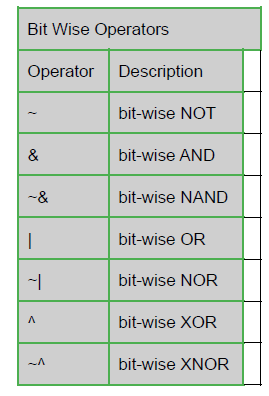 Bit Wise Operators
Operator Description
~ bit-wise NOT
& bit-wise AND
~& bit-wise NAND
| bit-wise OR
~| bit-wise NOR
^ bit-wise XOR
~^ bit-wise XNOR